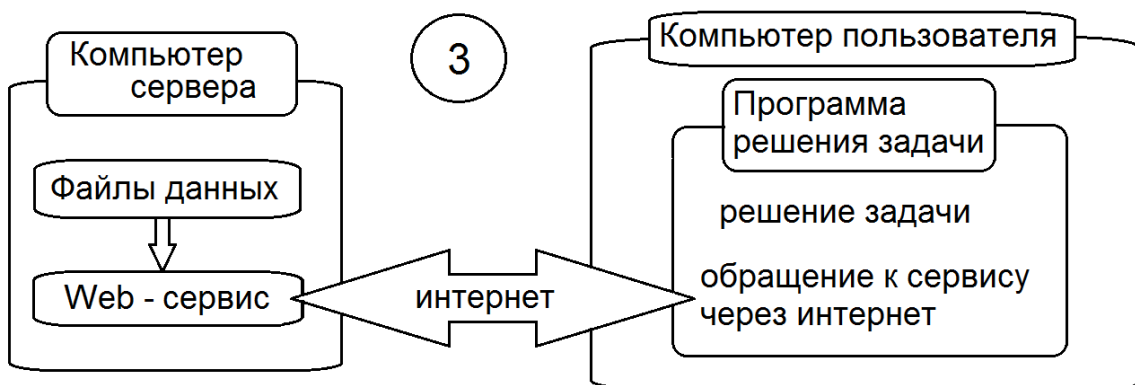 Компьютер
сервера
Файлы данных
Web - сервис
3
интернет
Компьютер пользователя
Программа
решения задачи
решение задачи
обращение к сервису
через интернет